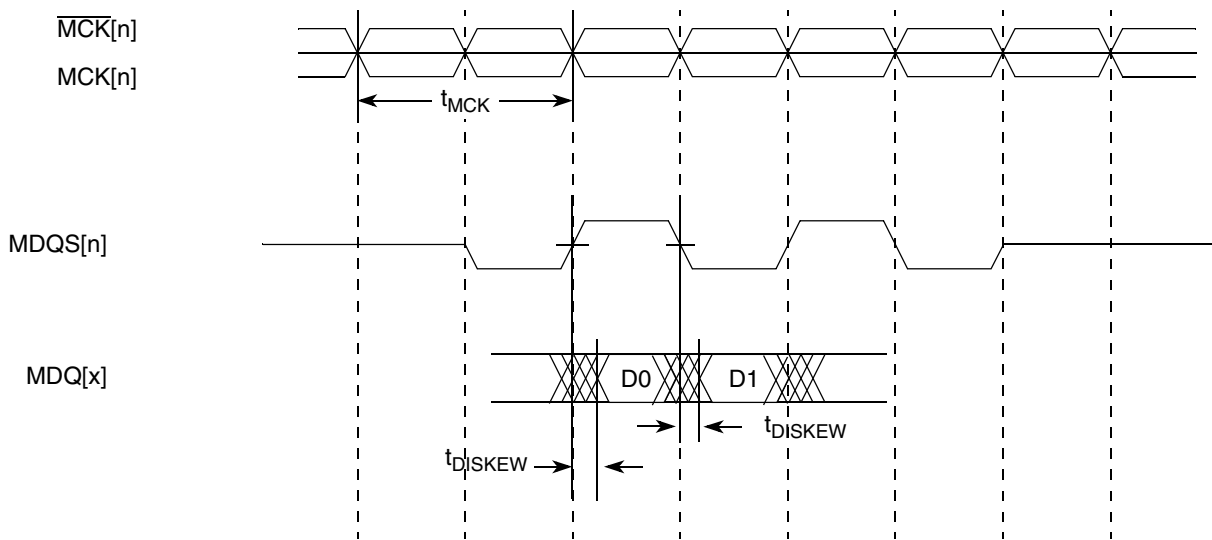 MCK[n]
MCK[n]
tMCK
MDQS[n]
MDQ[x]
D0
D1
tDISKEW
tDISKEW